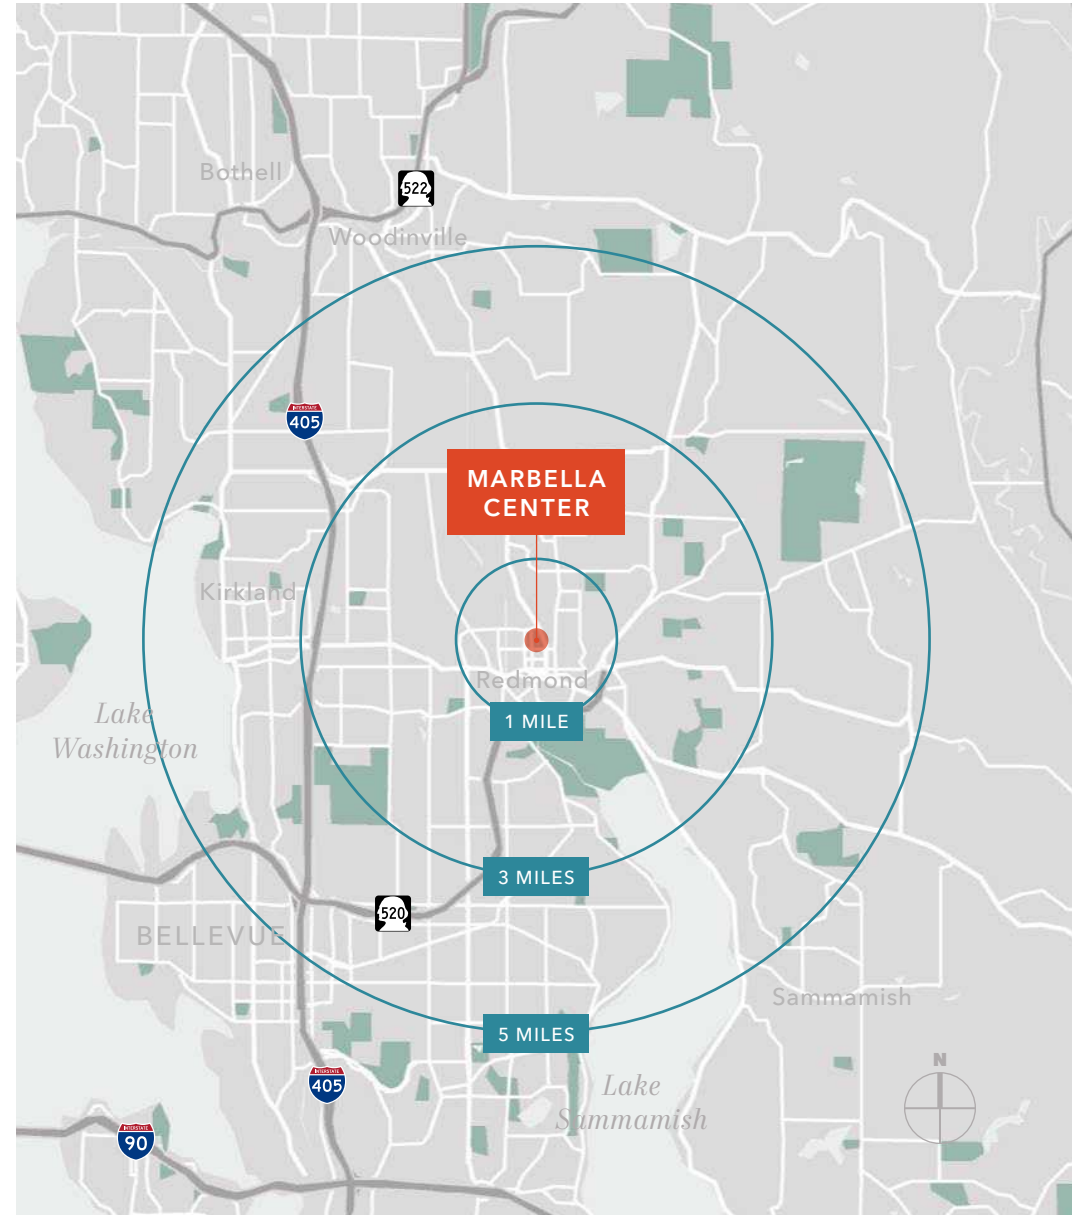 Bothell
522
Woodinville
INTERSTATE
405
MARBELLA
CENTER
Kirkland
Redmond
Lake
Washington
1 MILE
3 MILES
520
BELLEVUE
Sammamish
5 MILES
N
INTERSTATE
405
Lake
Sammamish
INTERSTATE
90